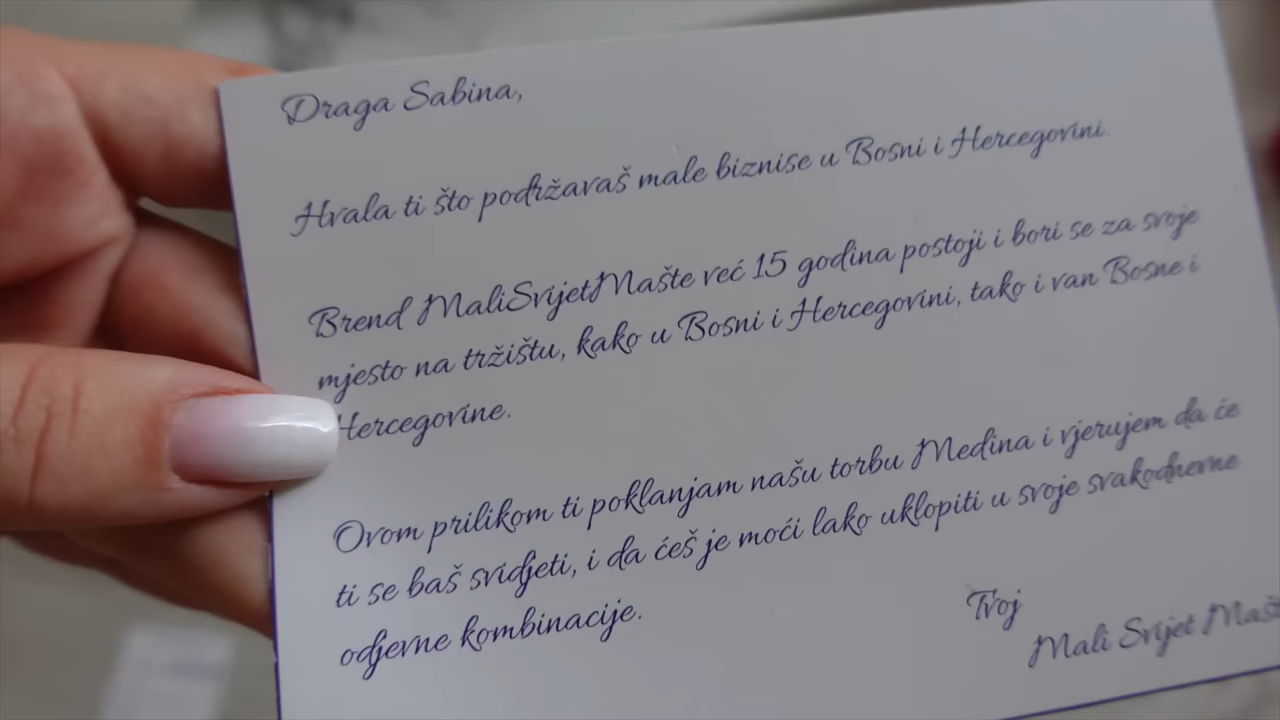 Draga Sabina,
Hvala ti što podržavaš male biznise u Bosni i Hercegovini.
Brend MaliSvijetMašte već 15 godina postoji i bori se za svoje
mjesto na tržištu, kako u Bosni i Hercegovini, tako i van Bosne i
Hercegovine.
Ovom prilikom ti poklanjam našu torbu Medina i vjerujem da će
ti se baš svidjeti, i da ćeš je moći lako uklopiti u svoje svakodnevne
odjevne kombinacije.
Tvoj
Mali Svijet